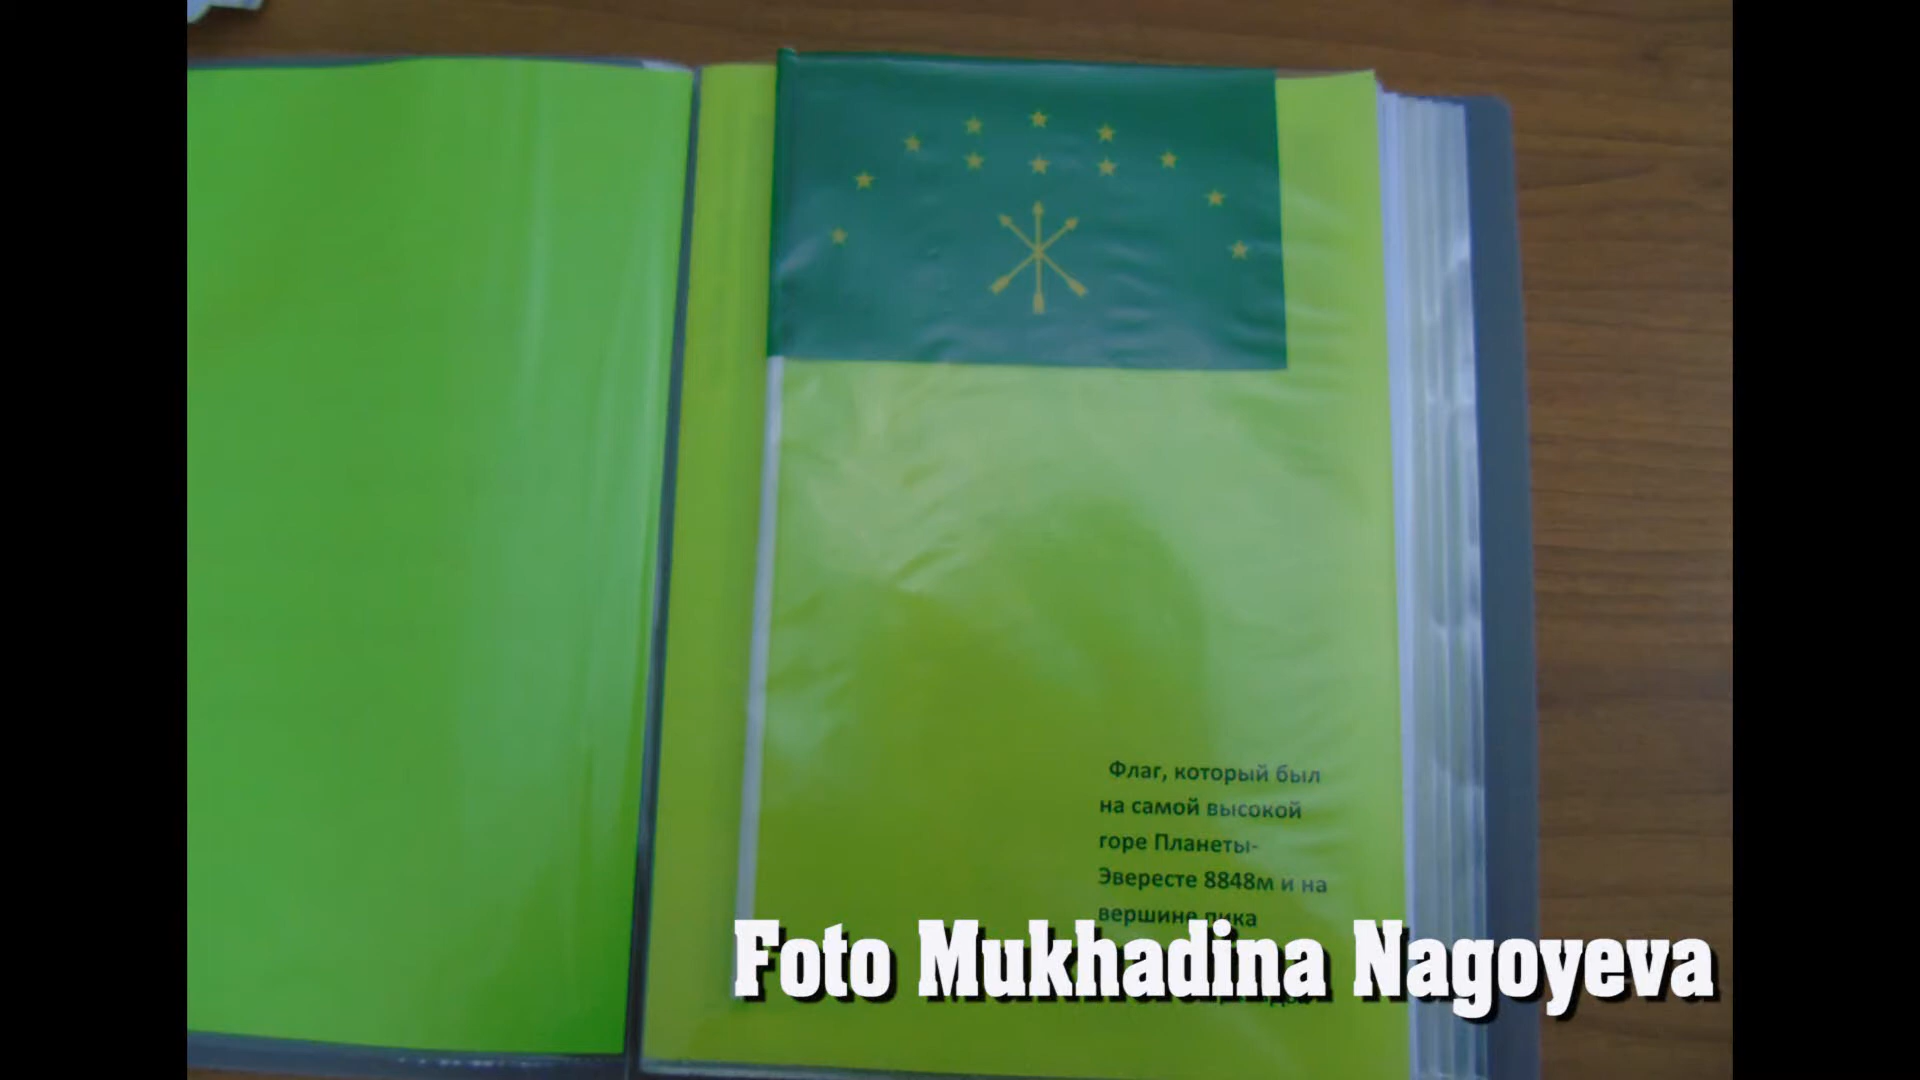 Флаг, который был
на самой высокой
горе Планеты-
Эвересте 8848м и на
вершине пика
Foto Mukhadina Nagoyeva